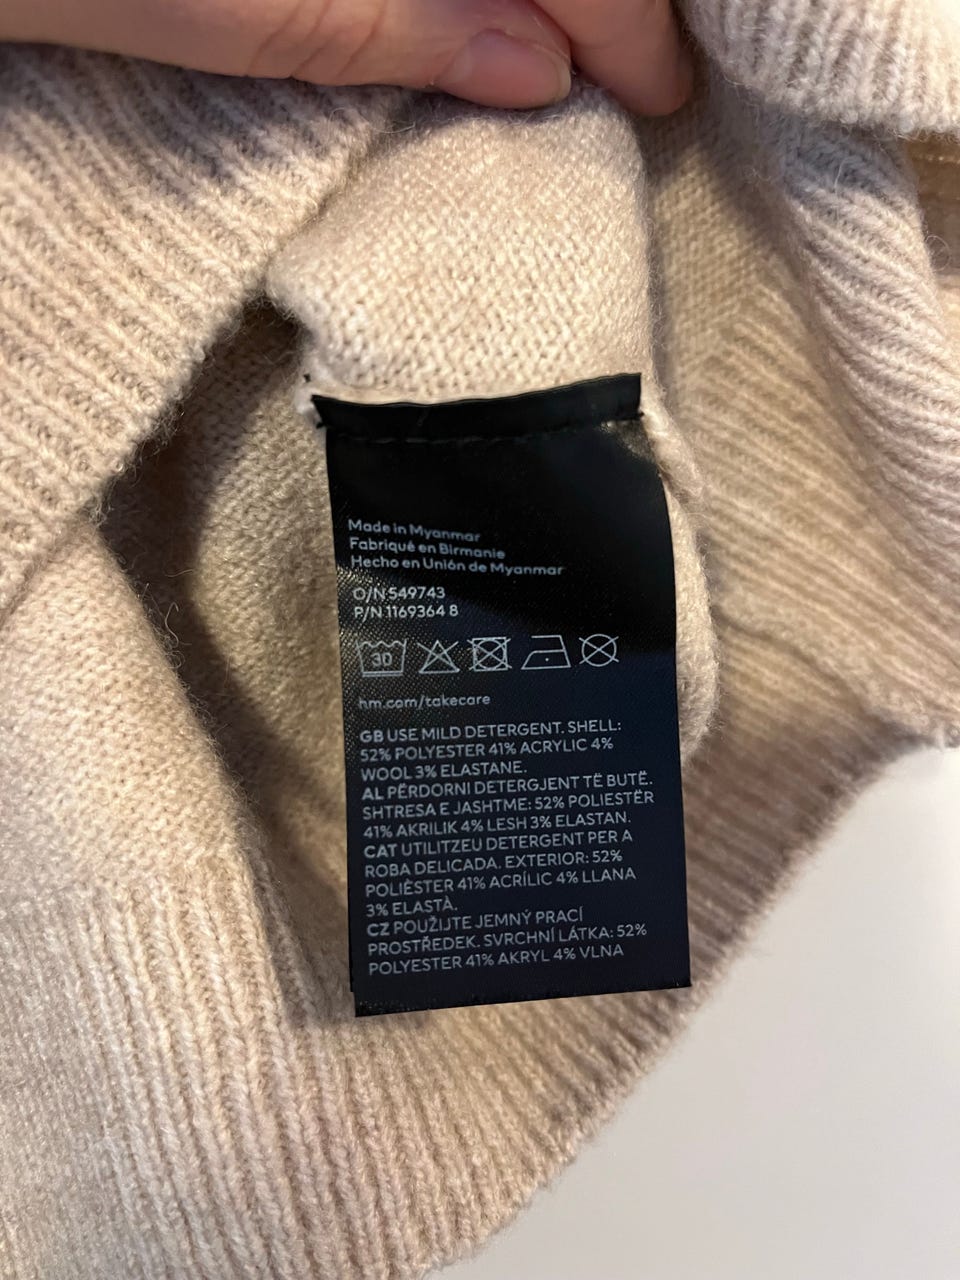 Made in Myanmar
Fabriqué en Birmanie
Hecho en Unión de Myanmar
O/N 549743
P/N 1169364 8
30
hm.com/takecare
GB USE MILD DETERGENT. SHELL:
52% POLYESTER 41% ACRYLIC 4%
WOOL 3% ELASTANE.
AL PËRDORNI DETERGJENT TË BUTË.
SHTRESA E JASHTME: 52% POLIESTËR
41% AKRILIK 4% LESH 3% ELASTAN.
CAT UTILITZEU DETERGENT PER A
ROBA DELICADA. EXTERIOR: 52%
POLIÈSTER 41% ACRÍLIC 4% LLANA
3% ELASTÀ.
CZ POUŽIJTE JEMNÝ PRACÍ
PROSTŘEDEK. SVRCHNÍ LÁTKA: 52%
POLYESTER 41% AKRYL 4% VLNA